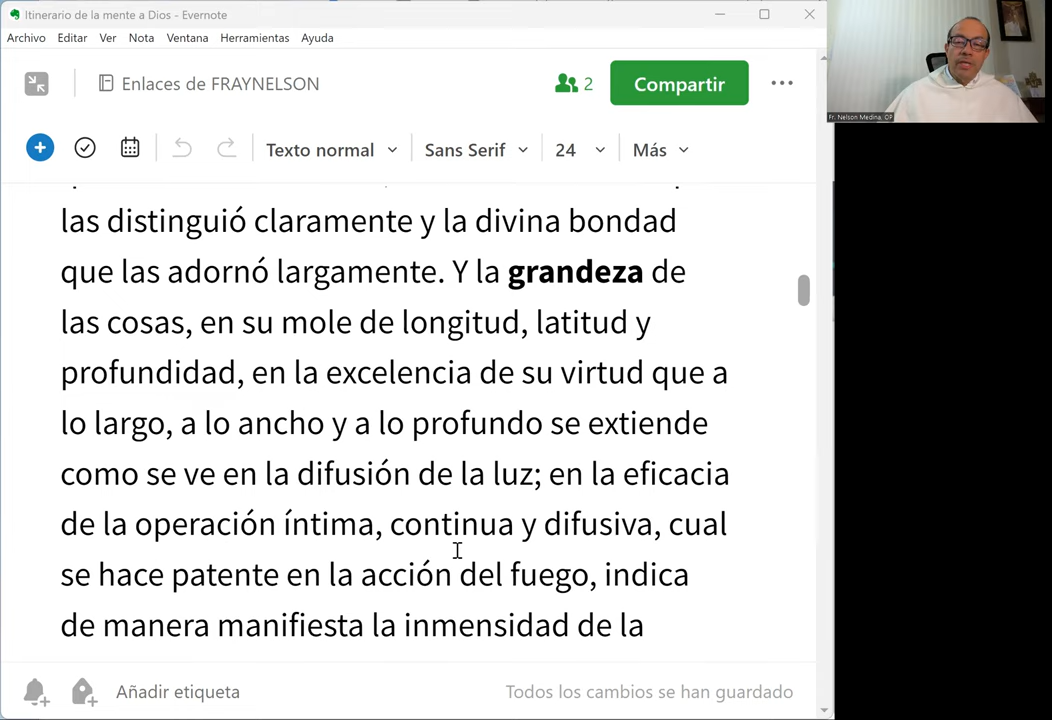 Itinerario de la mente a Dios - Evernote
Archivo Editar Ver Nota Ventana Herramientas Ayuda
Enlaces de FRAYNELSON 2 Compartir
Texto normal Sans Serif 24 Más
las distinguió claramente y la divina bondad
que las adornó largamente. Y la grandeza de
las cosas, en su mole de longitud, latitud y
profundidad, en la excelencia de su virtud que a
lo largo, a lo ancho y a lo profundo se extiende
como se ve en la difusión de la luz; en la eficacia
de la operación íntima, continua y difusiva, cual
se hace patente en la acción del fuego, indica
de manera manifiesta la inmensidad de la
Añadir etiqueta Todos los cambios se han guardado
Fr. Nelson Medina, OP